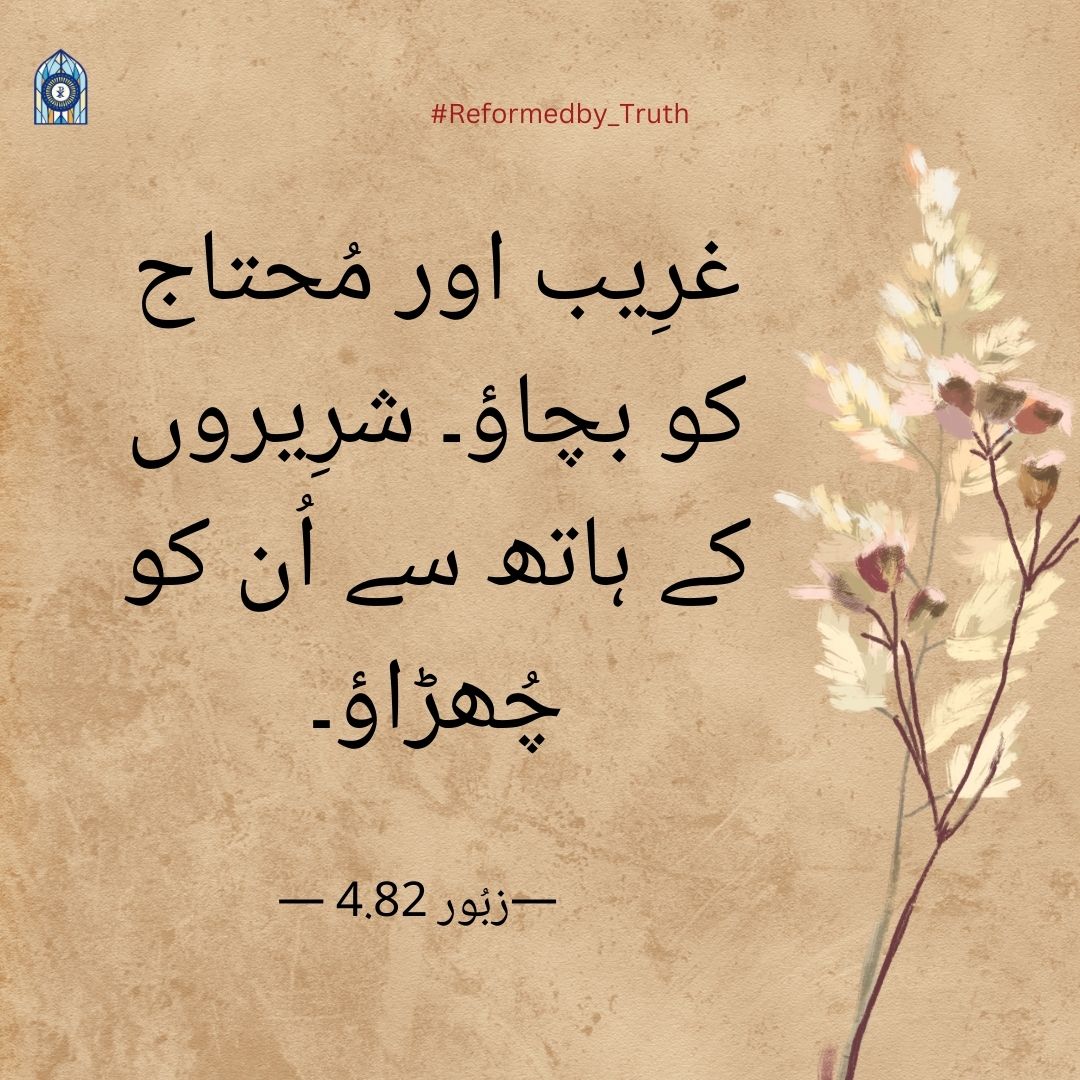 #Reformedby_Truth
غرِیب اور مُحتاج
کو بچاؤ۔ شرِیروں
کے ہاتھ سے اُن کو
چُھڑاؤ۔
—زبُور 4.82 —